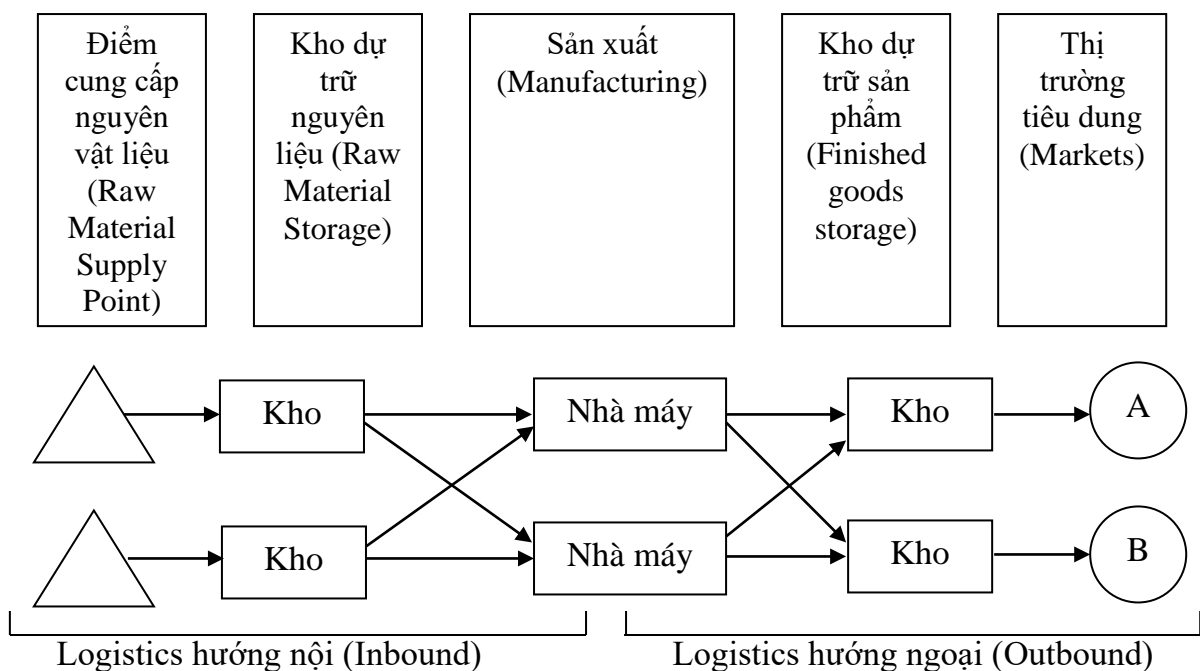 Điểm
cung cấp
nguyên
vật liệu
(Raw
Material
Supply
Point)
Kho dự
trữ
nguyên
liệu (Raw
Material
Storage)
Sản xuất
(Manufacturing)
Kho dự
trữ sản
phẩm
(Finished
goods
storage)
Thị
trường
tiêu dung
(Markets)
Kho
Nhà máy
Kho
A
Kho
Nhà máy
Kho
B
Logistics hướng nội (Inbound)
Logistics hướng ngoại (Outbound)